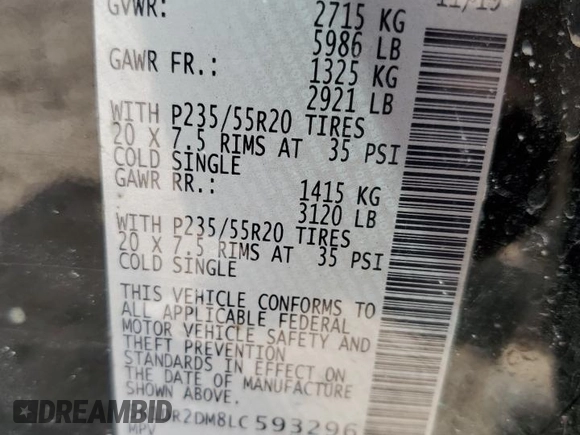 GVWR: 2715 KG
5986 LB
GAWR FR.: 1325 KG
2921 LB
WITH P235/55R20 TIRES
20 X 7.5 RIMS AT 35 PSI
COLD SINGLE
GAWR RR.: 1415 KG
3120 LB
WITH P235/55R20 TIRES
20 X 7.5 RIMS AT 35 PSI
COLD SINGLE
THIS VEHICLE CONFORMS TO
ALL APPLICABLE FEDERAL
MOTOR VEHICLE SAFETY AND
THEFT PREVENTION
STANDARDS IN EFFECT ON
THE DATE OF MANUFACTURE
SHOWN ABOVE.
R2DM8LC593296
MPV
DREAMBID